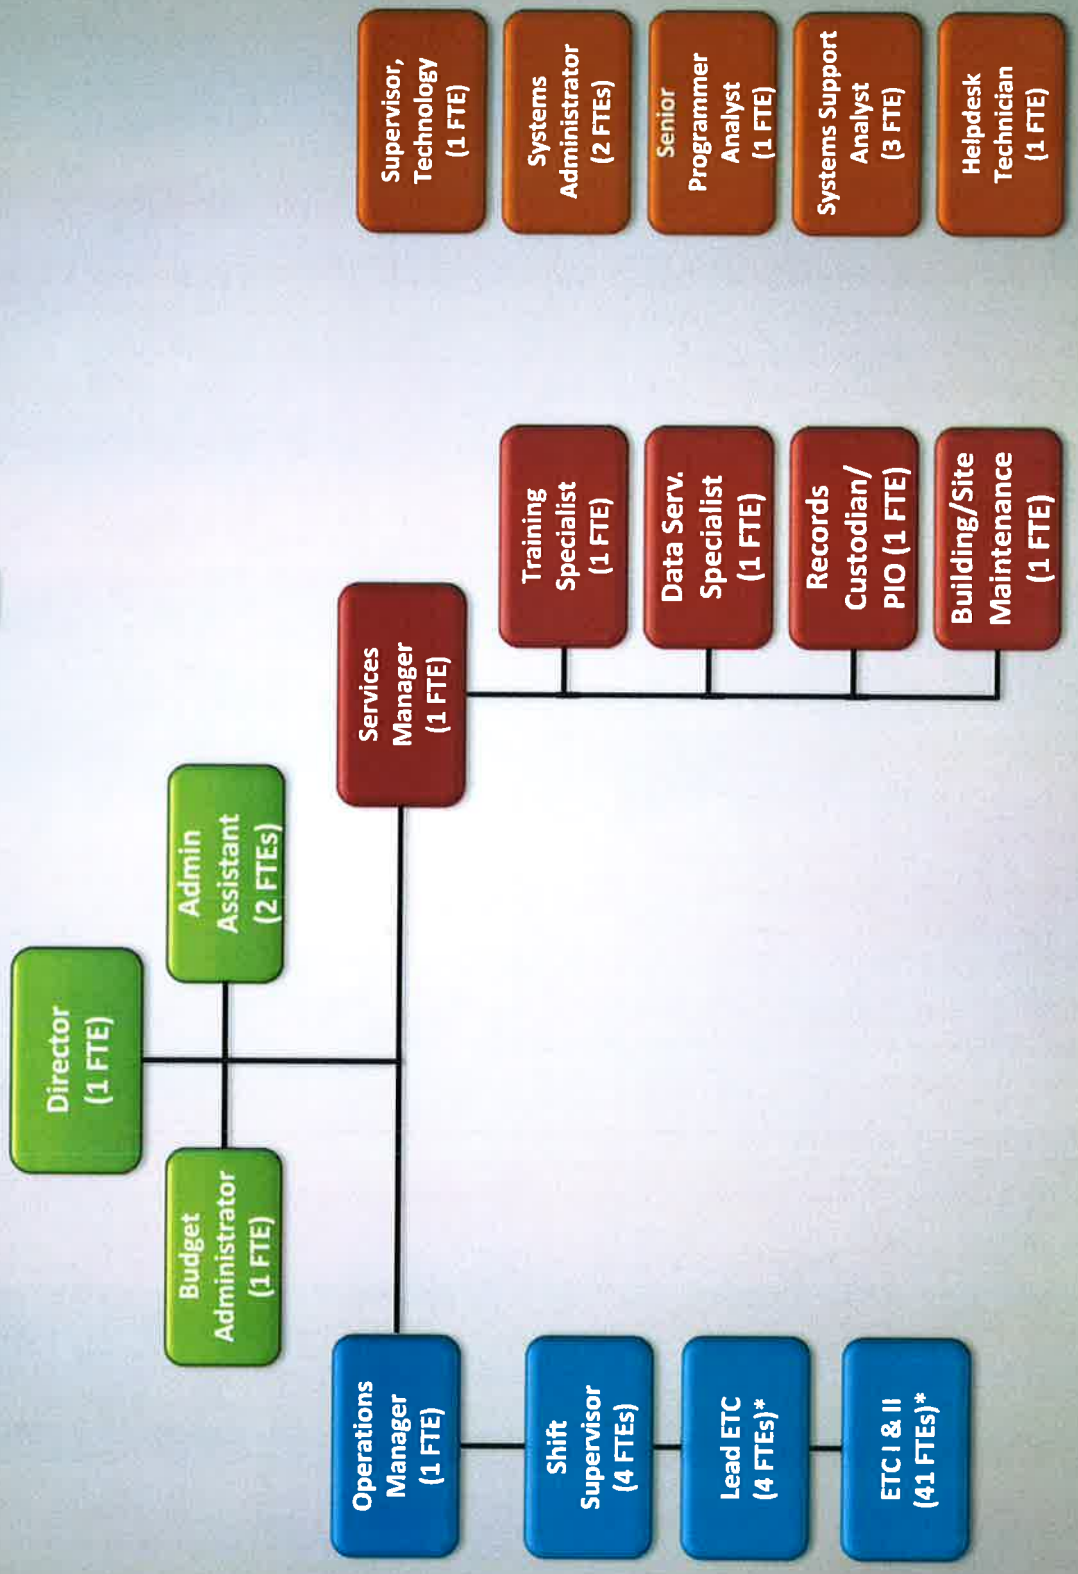 Director
(1 FTE)
Budget
Administrator
(1 FTE)
Admin
Assistant
(2 FTEs)
Operations
Manager
(1 FTE)
Shift
Supervisor
(4 FTEs)
Lead ETC
(4 FTEs)*
ETC I & II
(41 FTEs)*
Services
Manager
(1 FTE)
Training
Specialist
(1 FTE)
Data Serv.
Specialist
(1 FTE)
Records
Custodian/
PIO (1 FTE)
Building/Site
Maintenance
(1 FTE)
Supervisor,
Technology
(1 FTE)
Systems
Administrator
(2 FTEs)
Senior
Programmer
Analyst
(1 FTE)
Systems Support
Analyst
(3 FTE)
Helpdesk
Technician
(1 FTE)